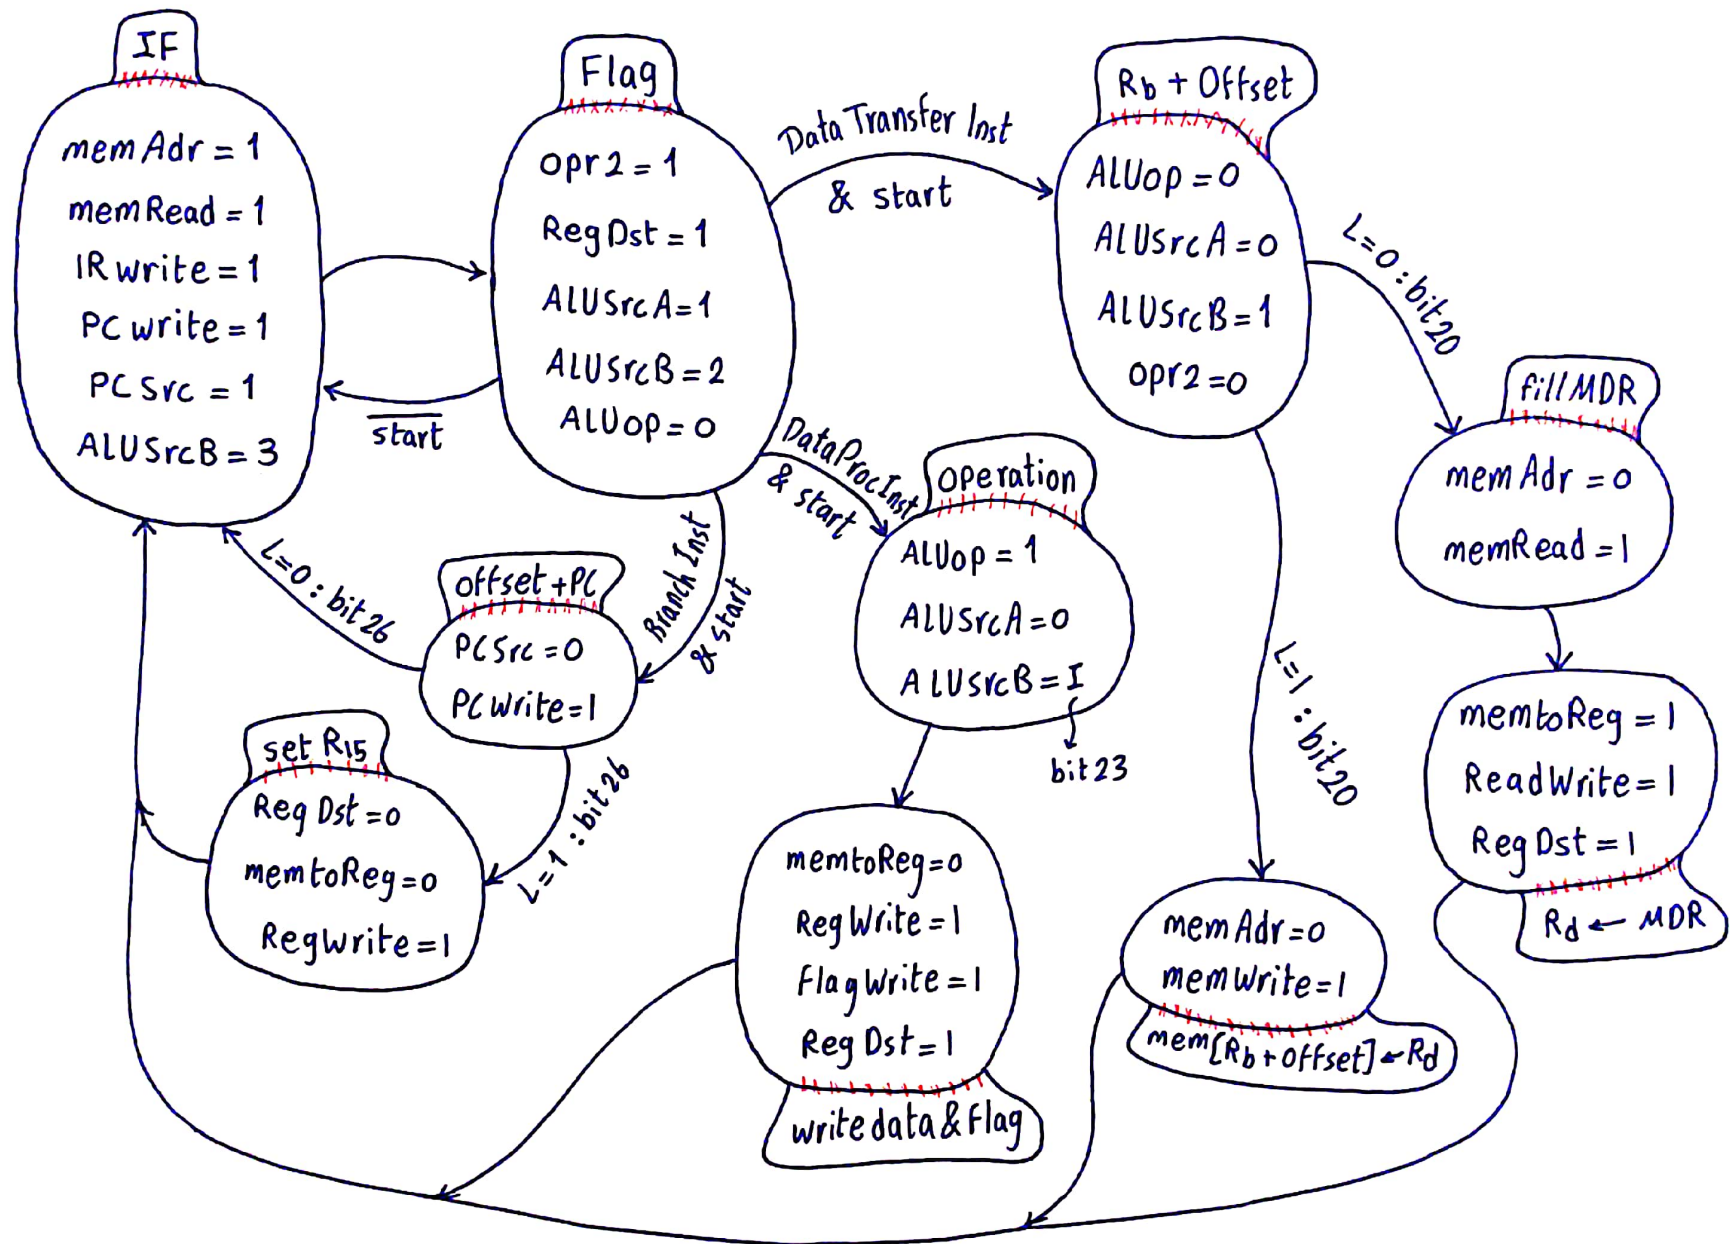 IF
memAdr = 1
memRead = 1
IRwrite = 1
PCwrite = 1
PCSrc = 1
ALUSrcB = 3
Flag
opr2 = 1
RegDst = 1
ALUSrcA = 1
ALUSrcB = 2
ALUop = 0
start
Data Transfer Inst
& start
Rb + Offset
ALUop = 0
ALUSrcA = 0
ALUSrcB = 1
opr2 = 0
L=0 : bit20
fill MDR
memAdr = 0
memRead = 1
memtoReg = 1
ReadWrite = 1
RegDst = 1
Rd ← MDR
L=1 : bit20
memAdr = 0
memWrite = 1
mem[Rb + offset] ← Rd
DataProcInst
& start
operation
ALUop = 1
ALUSrcA = 0
ALUSrcB = I
bit23
memtoReg = 0
RegWrite = 1
FlagWrite = 1
RegDst = 1
write data & Flag
Branch Inst
& start
offset + PC
PCSrc = 0
PCWrite = 1
L=0 : bit26
L=1 : bit26
set R15
RegDst = 0
memtoReg = 0
RegWrite = 1